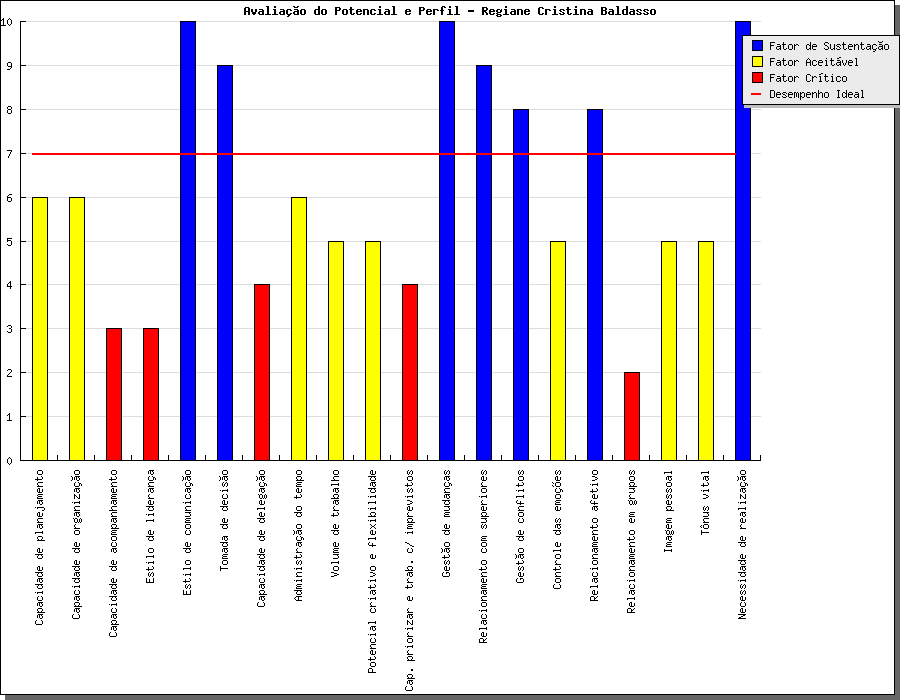 Avaliação do Potencial e Perfil - Regiane Cristina Baldasso
Fator de Sustentação
Fator Aceitável
Fator Crítico
Desempenho Ideal
10
9
8
7
6
5
4
3
2
1
0
Capacidade de planejamento
Capacidade de organização
Capacidade de acompanhamento
Estilo de liderança
Estilo de comunicação
Tomada de decisão
Capacidade de delegação
Administração do tempo
Volume de trabalho
Potencial criativo e flexibilidade
Cap. priorizar e trab. c/ imprevistos
Gestão de mudanças
Relacionamento com superiores
Gestão de conflitos
Controle das emoções
Relacionamento afetivo
Relacionamento em grupos
Imagem pessoal
Tônus vital
Necessidade de realização